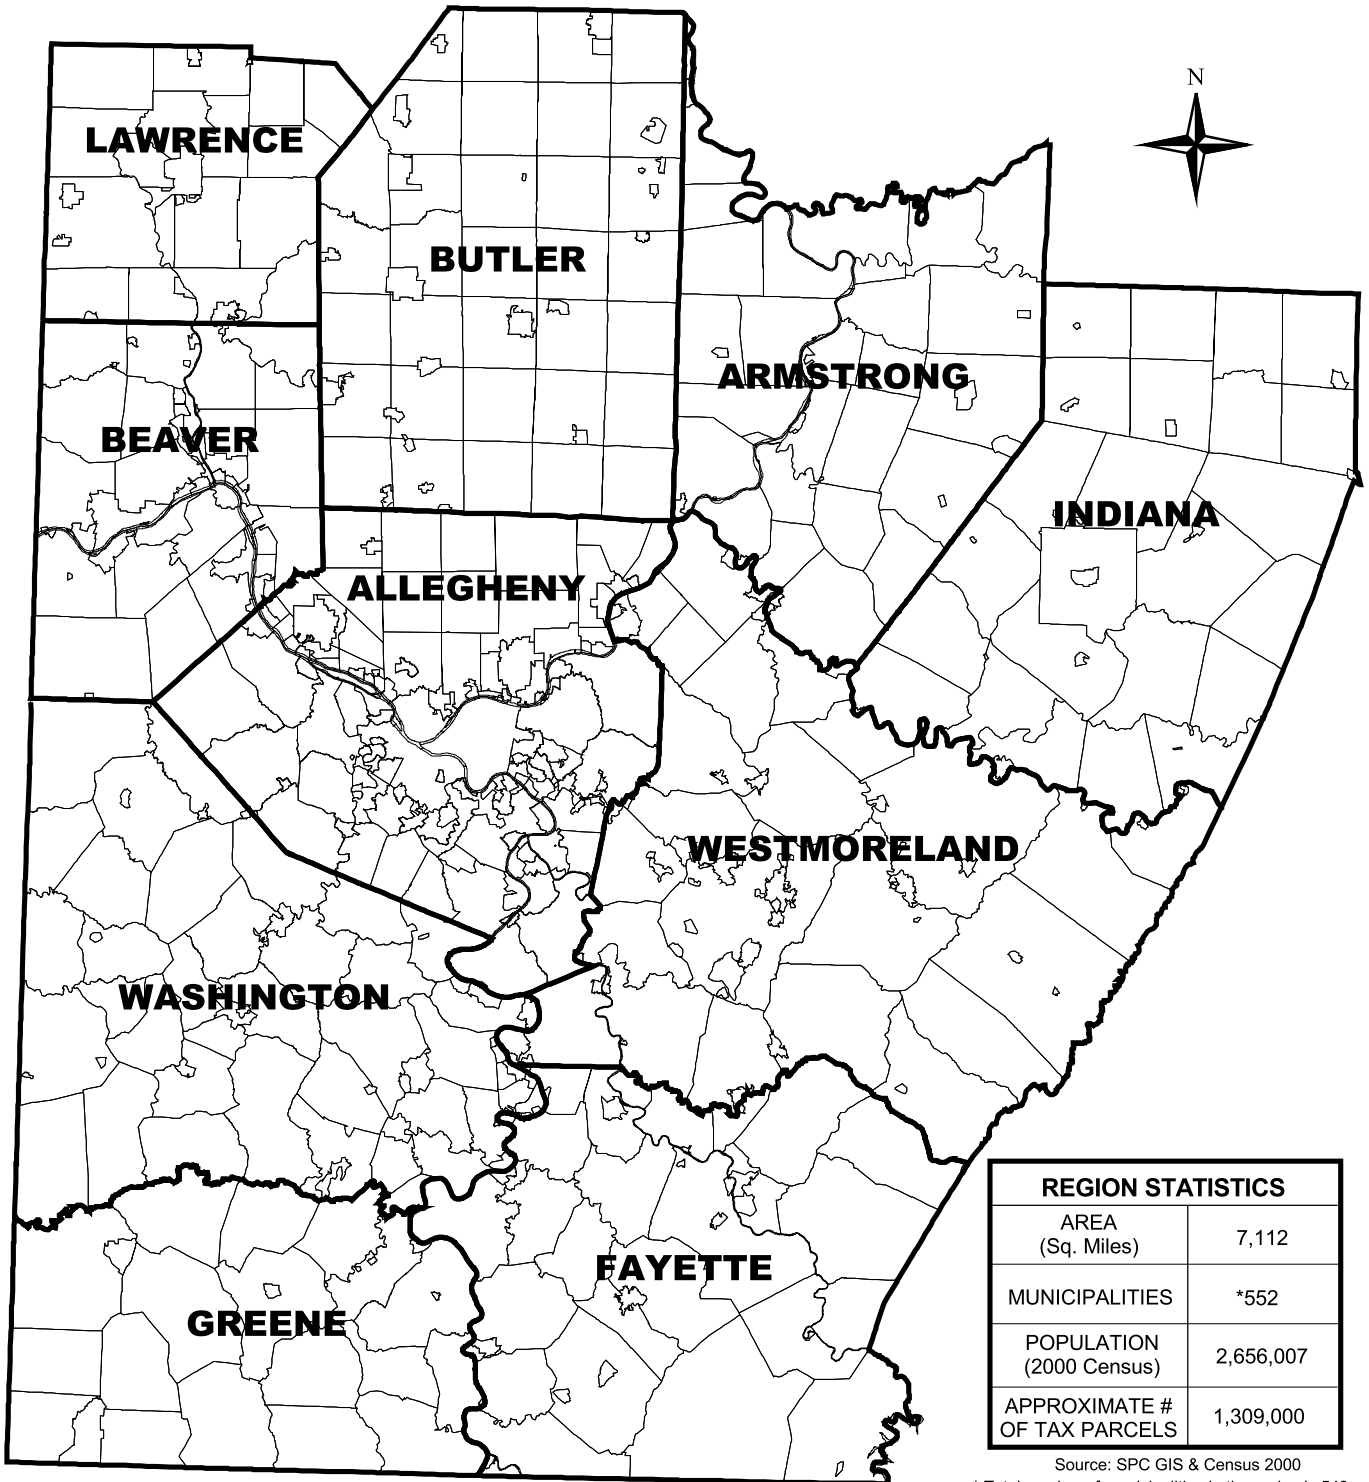 N
LAWRENCE
BUTLER
ARMSTRONG
BEAVER
INDIANA
ALLEGHENY
WESTMORELAND
WASHINGTON
FAYETTE
GREENE
REGION STATISTICS
AREA
(Sq. Miles)
7,112
MUNICIPALITIES
*552
POPULATION
(2000 Census)
2,656,007
APPROXIMATE #
OF TAX PARCELS
1,309,000
Source: SPC GIS & Census 2000